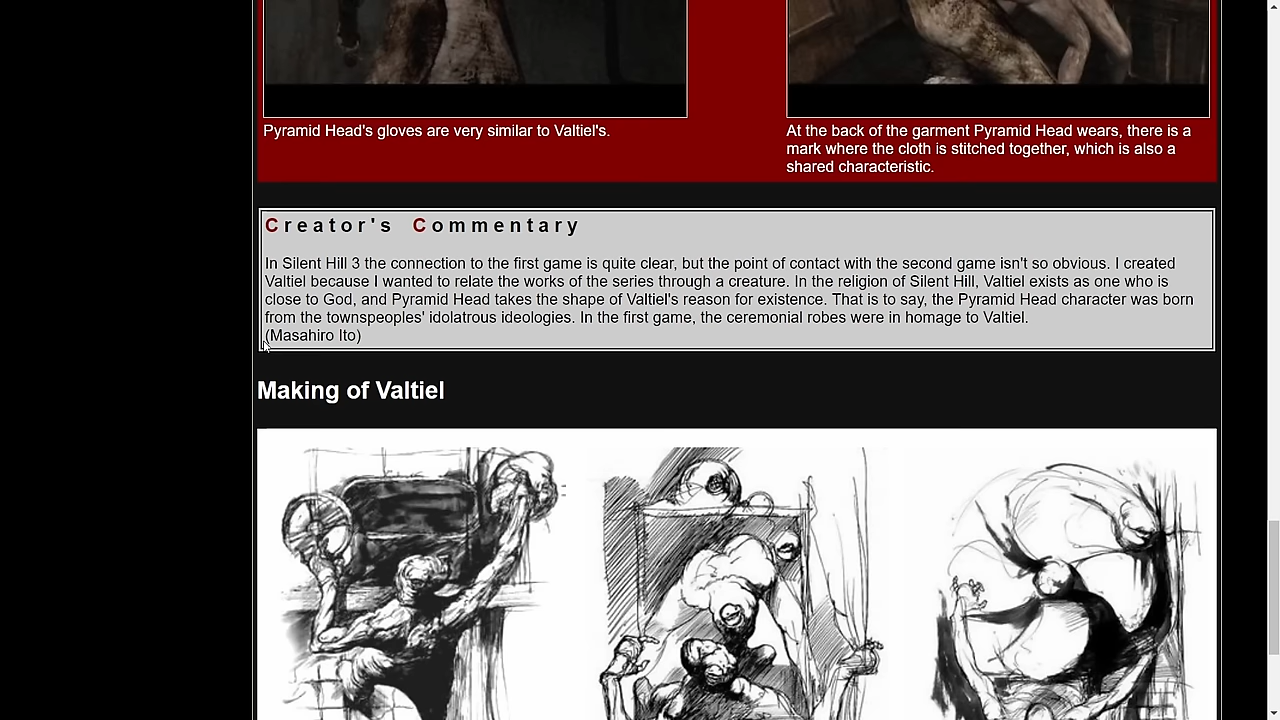 Pyramid Head's gloves are very similar to Valtiel's.
At the back of the garment Pyramid Head wears, there is a
mark where the cloth is stitched together, which is also a
shared characteristic.
Creator's Commentary
In Silent Hill 3 the connection to the first game is quite clear, but the point of contact with the second game isn't so obvious. I created
Valtiel because I wanted to relate the works of the series through a creature. In the religion of Silent Hill, Valtiel exists as one who is
close to God, and Pyramid Head takes the shape of Valtiel's reason for existence. That is to say, the Pyramid Head character was born
from the townspeoples' idolatrous ideologies. In the first game, the ceremonial robes were in homage to Valtiel.
(Masahiro Ito)
Making of Valtiel